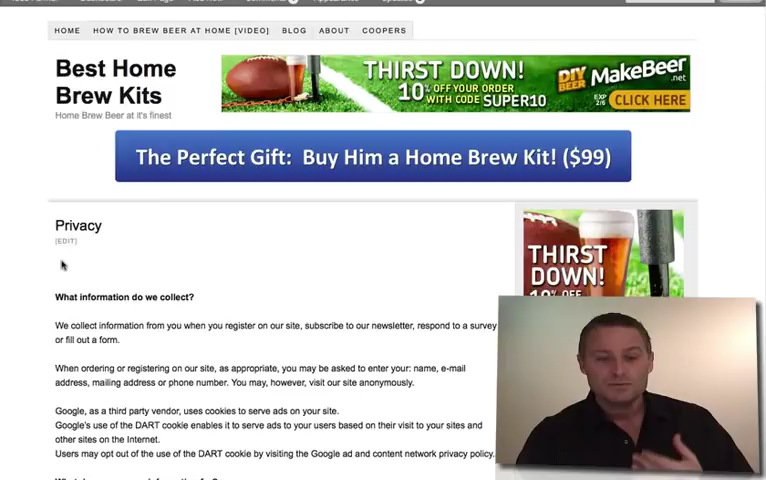 HOME HOW TO BREW BEER AT HOME [VIDEO] BLOG ABOUT COOPERS
Best Home
Brew Kits
Home Brew Beer at it's finest
THIRST DOWN!
10% OFF YOUR ORDER
WITH CODE SUPER10
DIY
BEER
MakeBeer
.net
EXP
2/6
CLICK HERE
The Perfect Gift: Buy Him a Home Brew Kit! ($99)
Privacy
[EDIT]
THIRST
DOWN!
10% OFF
What information do we collect?
We collect information from you when you register on our site, subscribe to our newsletter, respond to a survey
or fill out a form.
When ordering or registering on our site, as appropriate, you may be asked to enter your: name, e-mail
address, mailing address or phone number. You may, however, visit our site anonymously.
Google, as a third party vendor, uses cookies to serve ads on your site.
Google's use of the DART cookie enables it to serve ads to your users based on their visit to your sites and
other sites on the Internet.
Users may opt out of the use of the DART cookie by visiting the Google ad and content network privacy policy.